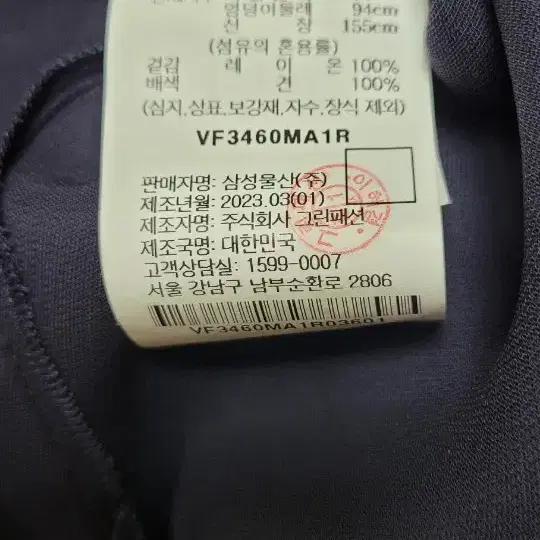 엉덩이둘레 94cm
신 장 155cm
(섬유의 혼용률)
겉감 레 이 온 100%
배색 견 100%
(심지,상표,보강재,자수,장식 제외)
VF3460MA1R
판매자명: 삼성물산(주)
제조년월: 2023.03(01)
제조자명: 주식회사 그린패션
제조국명: 대한민국
고객상담실: 1599-0007
서울 강남구 남부순환로 2806
VF3460MA1R03601